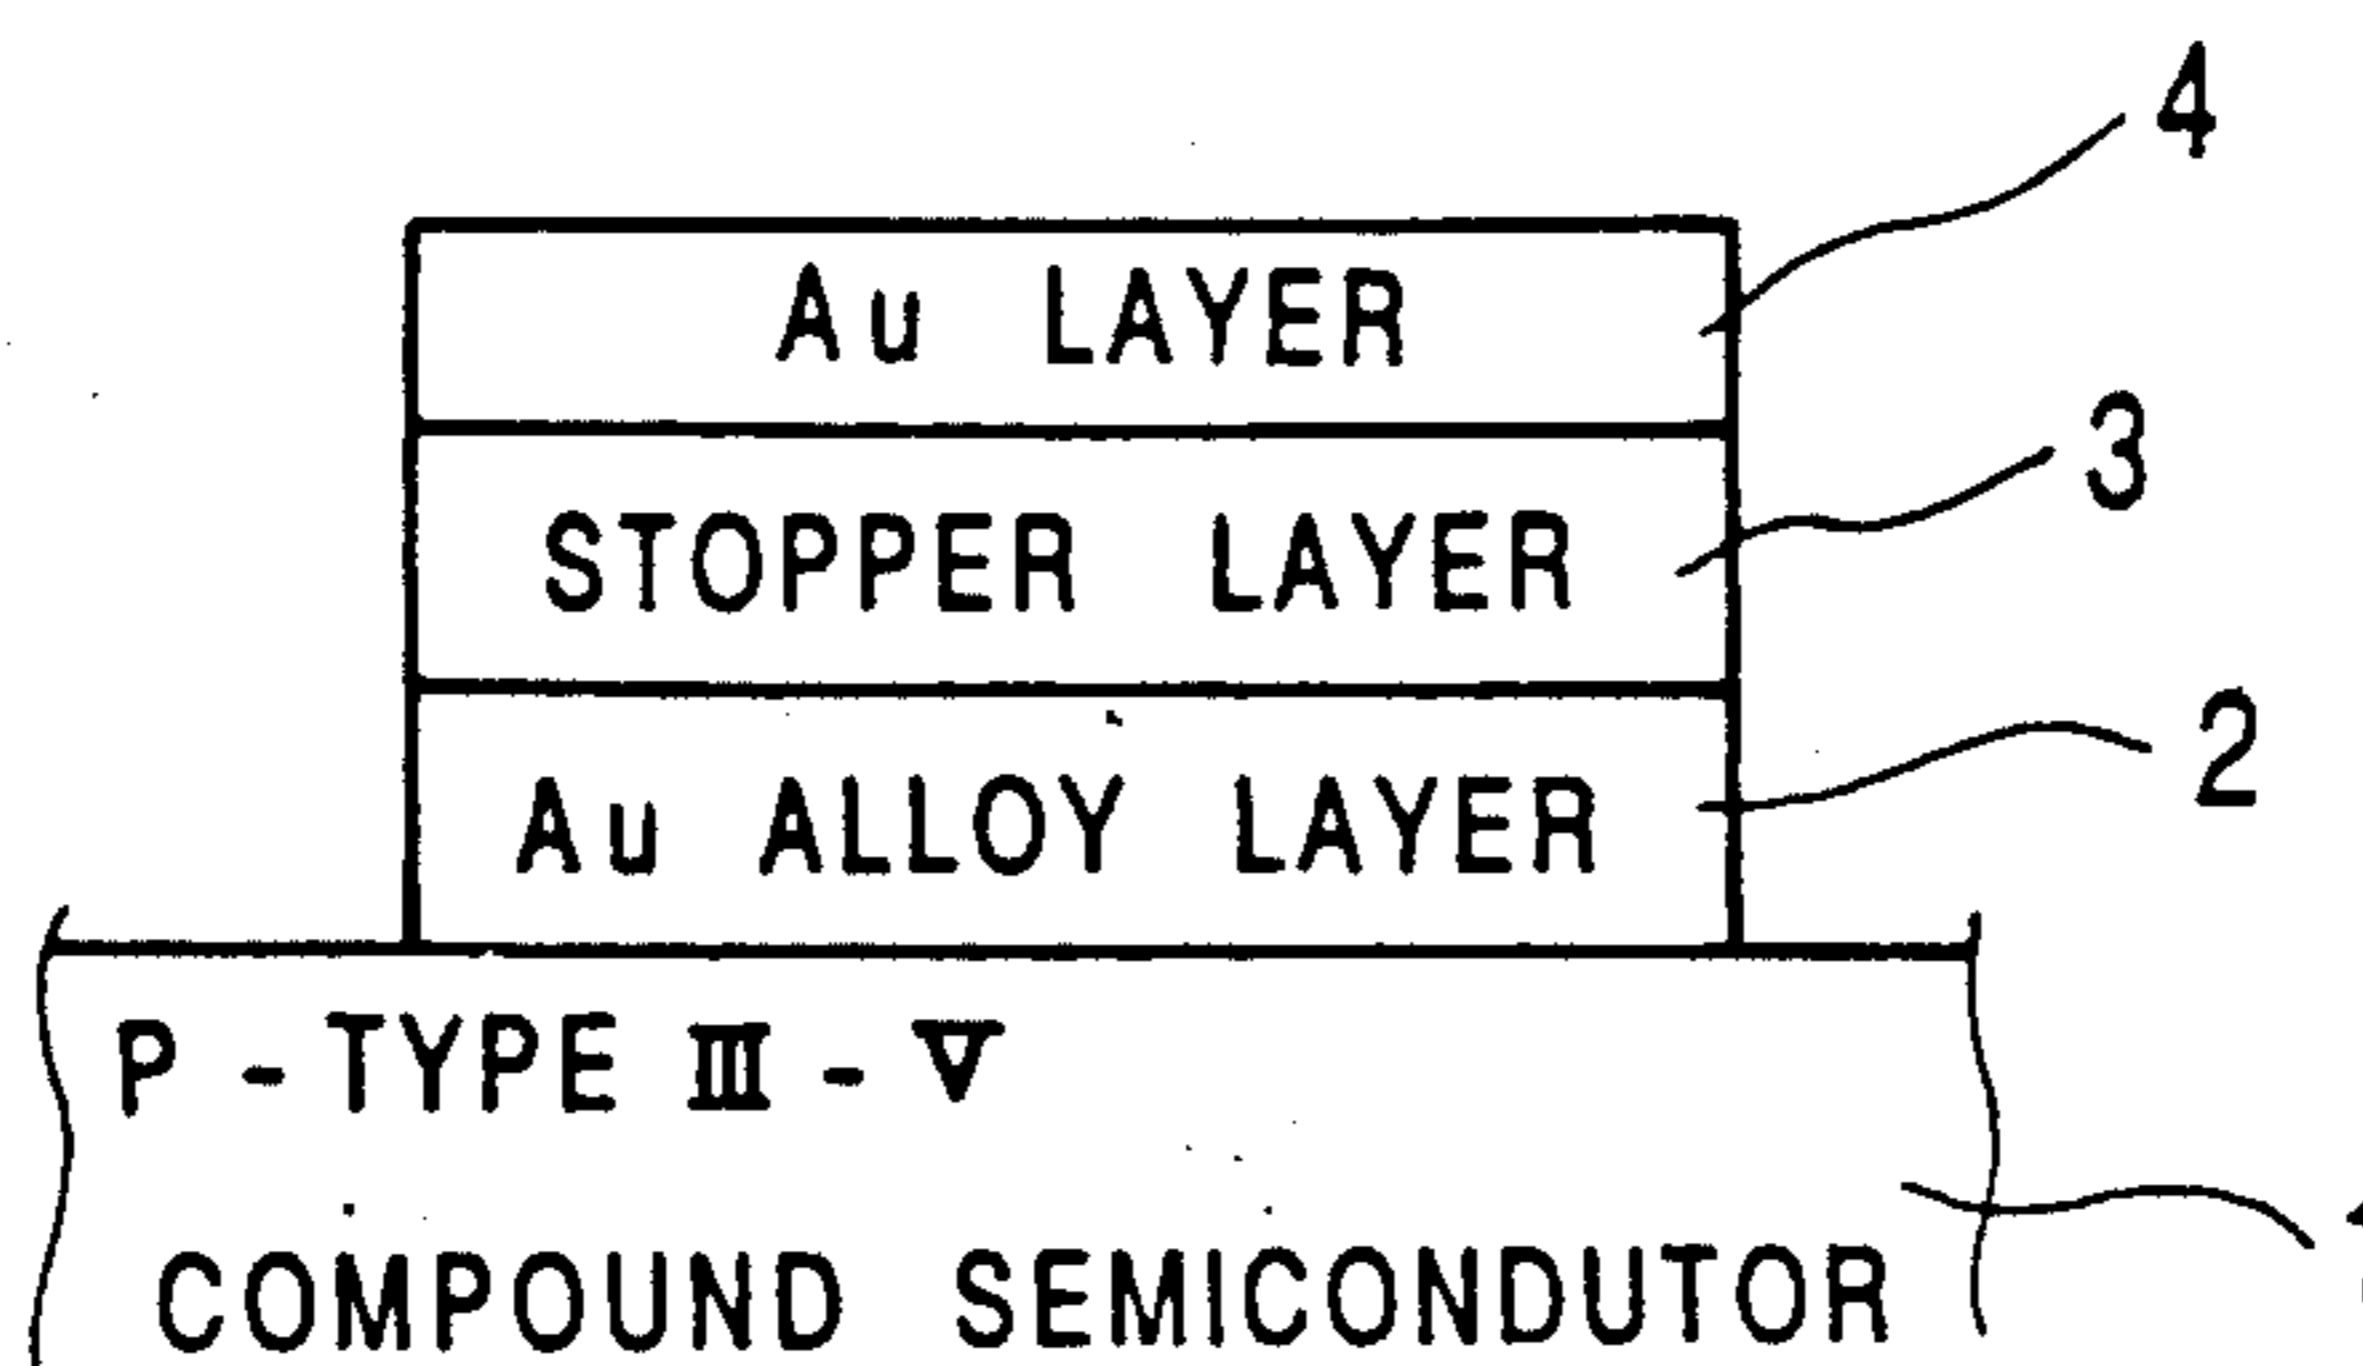 4
Au LAYER
3
STOPPER LAYER
2
Au ALLOY LAYER
P-TYPE III-V
COMPOUND SEMICONDUTOR